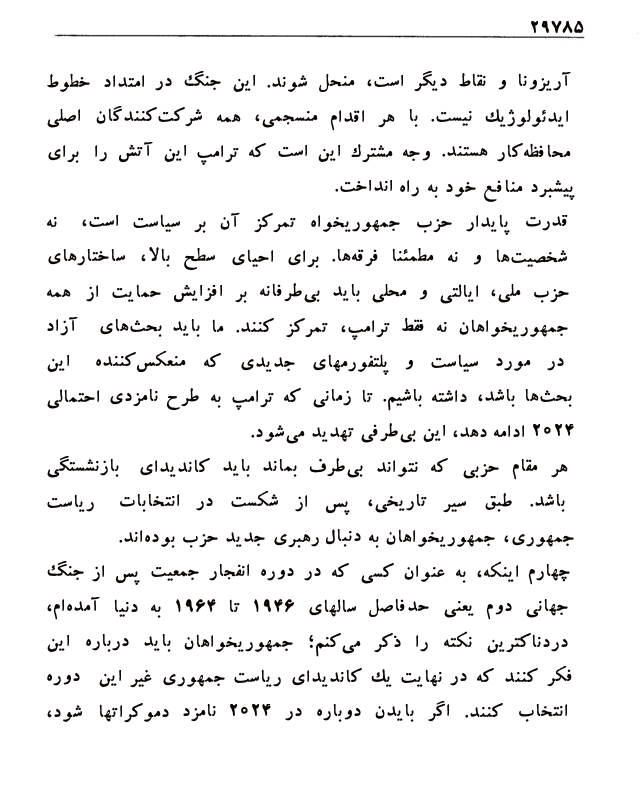 ۲۹۷۸۵
آریزونا و نقاط دیگر است، منحل شوند. این جنگ در امتداد خطوط
ایدئولوژیك نیست. با هر اقدام منسجمی، همه شرکت‌کنندگان اصلی
محافظه‌کار هستند. وجه مشترك این است که ترامپ این آتش را برای
پیشبرد منافع خود به راه انداخت.
قدرت پایدار حزب جمهوریخواه تمرکز آن بر سیاست است، نه
شخصیت‌ها و نه مطمئنا فرقه‌ها. برای احیای سطح بالا، ساختارهای
حزب ملی، ایالتی و محلی باید بی‌طرفانه بر افزایش حمایت از همه
جمهوریخواهان نه فقط ترامپ، تمرکز کنند. ما باید بحث‌های آزاد
در مورد سیاست و پلتفورمهای جدیدی که منعکس‌کننده این
بحث‌ها باشد، داشته باشیم. تا زمانی که ترامپ به طرح نامزدی احتمالی
۲۰۲۴ ادامه دهد، این بی‌طرفی تهدید می‌شود.
هر مقام حزبی که نتواند بی‌طرف بماند باید کاندیدای بازنشستگی
باشد. طبق سیر تاریخی، پس از شکست در انتخابات ریاست
جمهوری، جمهوریخواهان به دنبال رهبری جدید حزب بوده‌اند.
چهارم اینکه، به عنوان کسی که در دوره انفجار جمعیت پس از جنگ
جهانی دوم یعنی حدفاصل سالهای ۱۹۴۶ تا ۱۹۶۴ به دنیا آمده‌ام،
دردناکترین نکته را ذکر می‌کنم؛ جمهوریخواهان باید درباره این
فکر کنند که در نهایت یك کاندیدای ریاست جمهوری غیر این دوره
انتخاب کنند. اگر بایدن دوباره در ۲۰۲۴ نامزد دموکراتها شود،